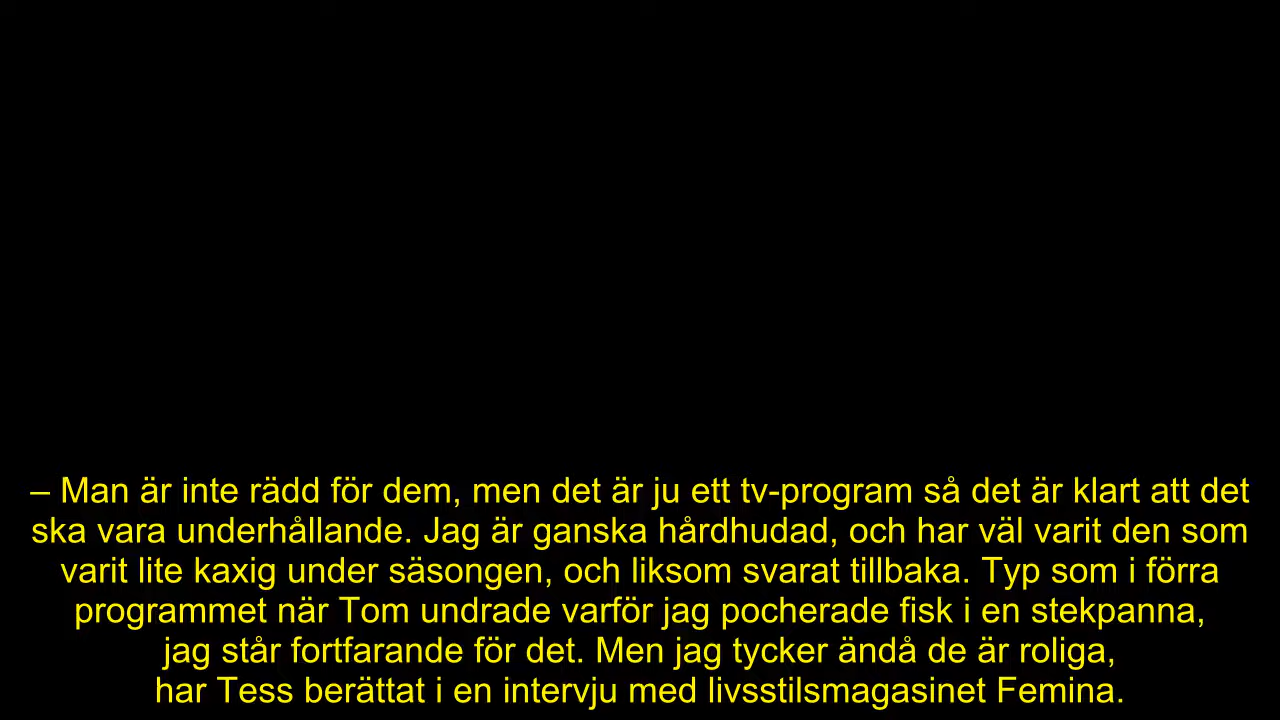 – Man är inte rädd för dem, men det är ju ett tv-program så det är klart att det
ska vara underhållande. Jag är ganska hårdhudad, och har väl varit den som
varit lite kaxig under säsongen, och liksom svarat tillbaka. Typ som i förra
programmet när Tom undrade varför jag pocherade fisk i en stekpanna,
jag står fortfarande för det. Men jag tycker ändå de är roliga,
har Tess berättat i en intervju med livsstilsmagasinet Femina.